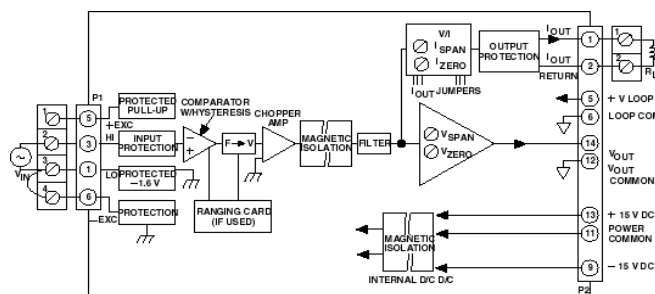 V/I
I SPAN
I ZERO
I OUT JUMPERS
OUTPUT
PROTECTION
I OUT
I OUT
RETURN
1
2
1
2
R L
P1
1
2
3
4
V IN
5
3
1
6
+EXC
HI
LO
–EXC
PROTECTED
PULL-UP
INPUT
PROTECTION
PROTECTED
–1.6 V
PROTECTION
COMPARATOR
W/HYSTERESIS
–
+
F V
RANGING CARD
(IF USED)
CHOPPER
AMP
MAGNETIC
ISOLATION
FILTER
V SPAN
V ZERO
5
+ V LOOP
6
LOOP COM
14
V OUT
12
V OUT
COMMON
13
+ 15 V DC
11
POWER
COMMON
9
– 15 V DC
MAGNETIC
ISOLATION
INTERNAL D/C D/C
P2